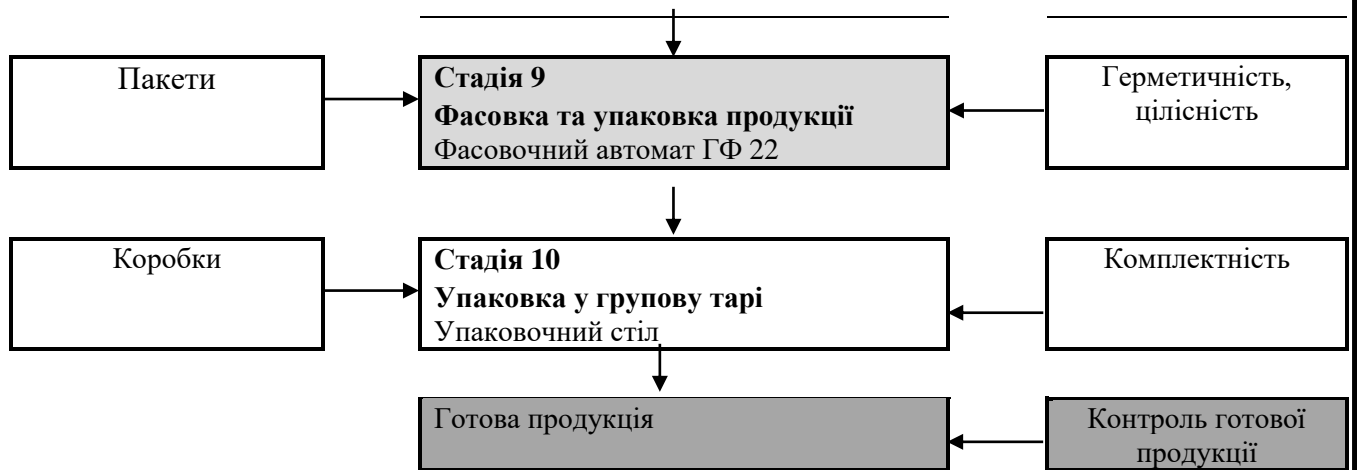 Пакети
Стадія 9
Фасовка та упаковка продукції
Фасовочний автомат ГФ 22
Герметичність,
цілісність
Коробки
Стадія 10
Упаковка у групову тарі
Упаковочний стіл
Комплектність
Готова продукція
Контроль готової
продукції